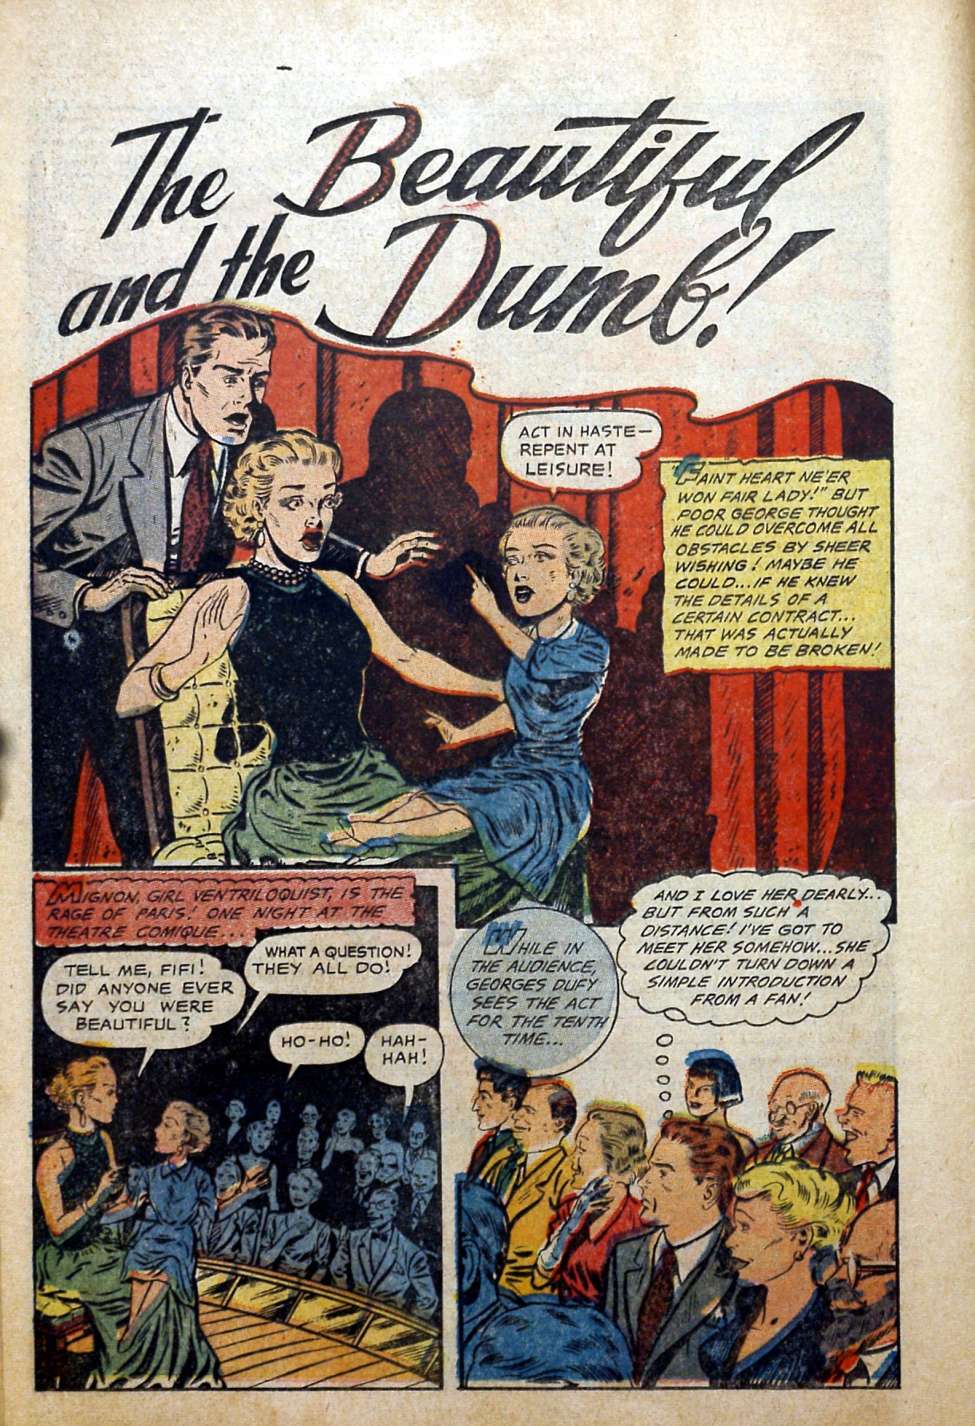 The Beautiful
and the Dumb!
ACT IN HASTE—
REPENT AT
LEISURE!
FAINT HEART NE'ER
WON FAIR LADY!" BUT
POOR GEORGE THOUGHT
HE COULD OVERCOME ALL
OBSTACLES BY SHEER
WISHING! MAYBE HE
COULD...IF HE KNEW
THE DETAILS OF A
CERTAIN CONTRACT...
THAT WAS ACTUALLY
MADE TO BE BROKEN!
MIGNON, GIRL VENTRILOQUIST, IS THE
RAGE OF PARIS! ONE NIGHT AT THE
THEATRE COMIQUE...
TELL ME, FIFI!
DID ANYONE EVER
SAY YOU WERE
BEAUTIFUL?
WHAT A QUESTION!
THEY ALL DO!
HO-HO!
HAH-
HAH!
WHILE IN
THE AUDIENCE,
GEORGES DUFY
SEES THE ACT
FOR THE TENTH
TIME...
AND I LOVE HER DEARLY...
BUT FROM SUCH A
DISTANCE! I'VE GOT TO
MEET HER SOMEHOW...SHE
COULDN'T TURN DOWN A
SIMPLE INTRODUCTION
FROM A FAN!